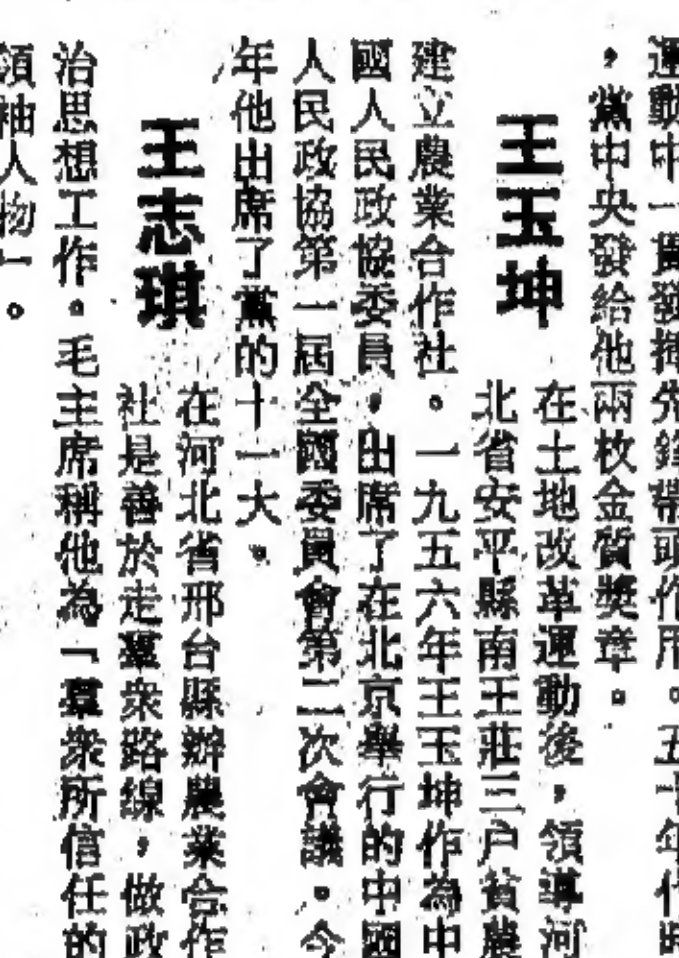 運動中一貫發揮先鋒帶頭作用。五十年代時
，黨中央發給他兩枚金質獎章。
王玉坤
在土地改革運動後，領導河
北省安平縣南王莊三户貧農
建立農業合作社。一九五六年王玉坤作為中
國人民政協委員，出席了在北京舉行的中國
人民政協第一屆全國委員會第二次會議。今
年他出席了黨的十一大。
王志琪
在河北省邢台縣辦農業合作
社是善於走羣衆路線，做政
治思想工作。毛主席稱他為「羣衆所信任的
領袖人物」。